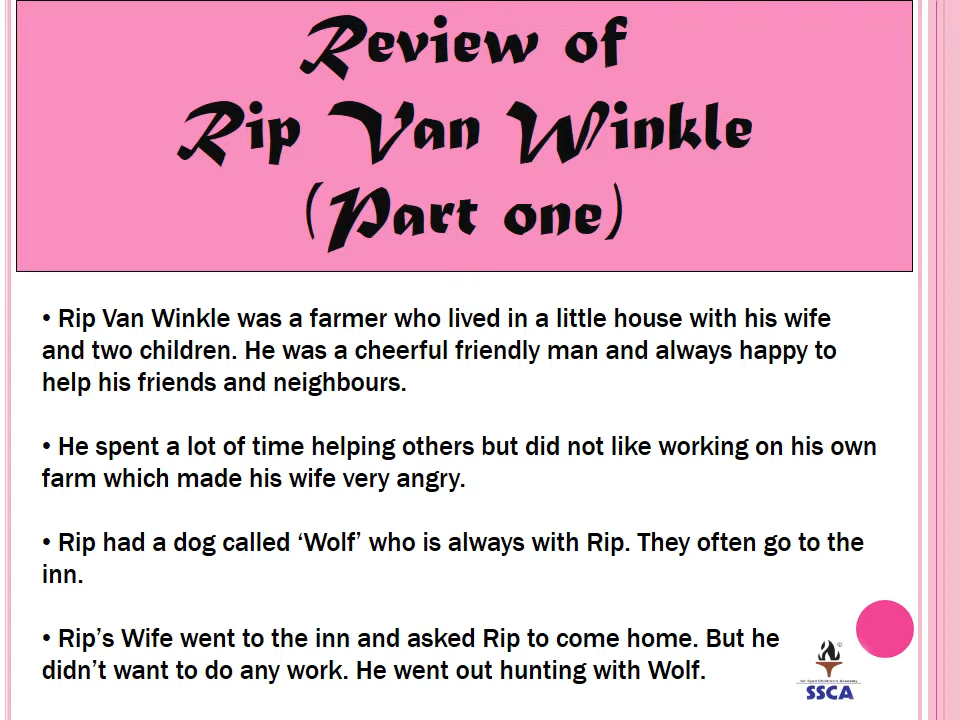 Review of
Rip Van Winkle
(Part one)
• Rip Van Winkle was a farmer who lived in a little house with his wife
and two children. He was a cheerful friendly man and always happy to
help his friends and neighbours.
• He spent a lot of time helping others but did not like working on his own
farm which made his wife very angry.
• Rip had a dog called ‘Wolf’ who is always with Rip. They often go to the
inn.
• Rip’s Wife went to the inn and asked Rip to come home. But he
didn’t want to do any work. He went out hunting with Wolf.
Sir Syed Children's Academy
SSCA